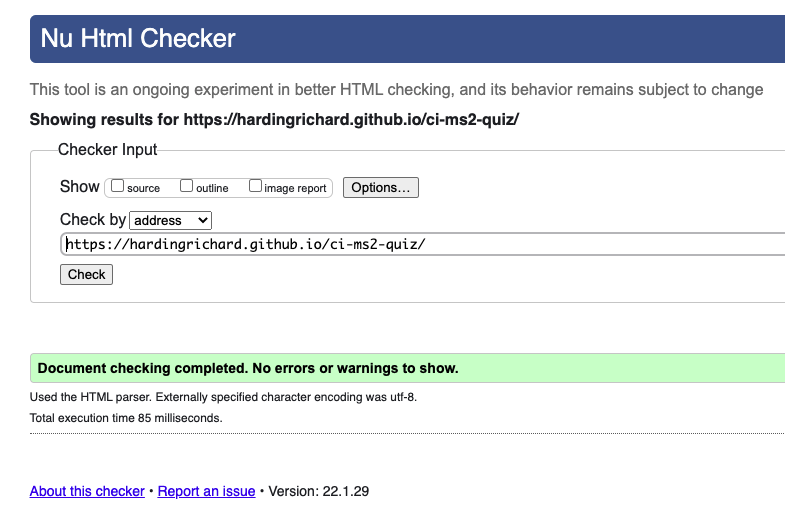 Nu Html Checker
This tool is an ongoing experiment in better HTML checking, and its behavior remains subject to change
Showing results for https://hardingrichard.github.io/ci-ms2-quiz/
Checker Input
Show source outline image report Options...
Check by address
https://hardingrichard.github.io/ci-ms2-quiz/
Check
Document checking completed. No errors or warnings to show.
Used the HTML parser. Externally specified character encoding was utf-8.
Total execution time 85 milliseconds.
About this checker • Report an issue • Version: 22.1.29